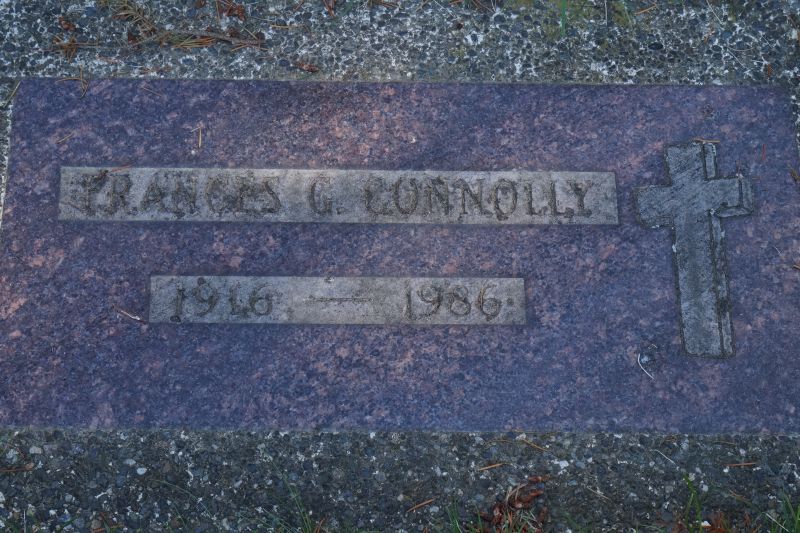 FRANCES G. CONNOLLY
1916 — 1986